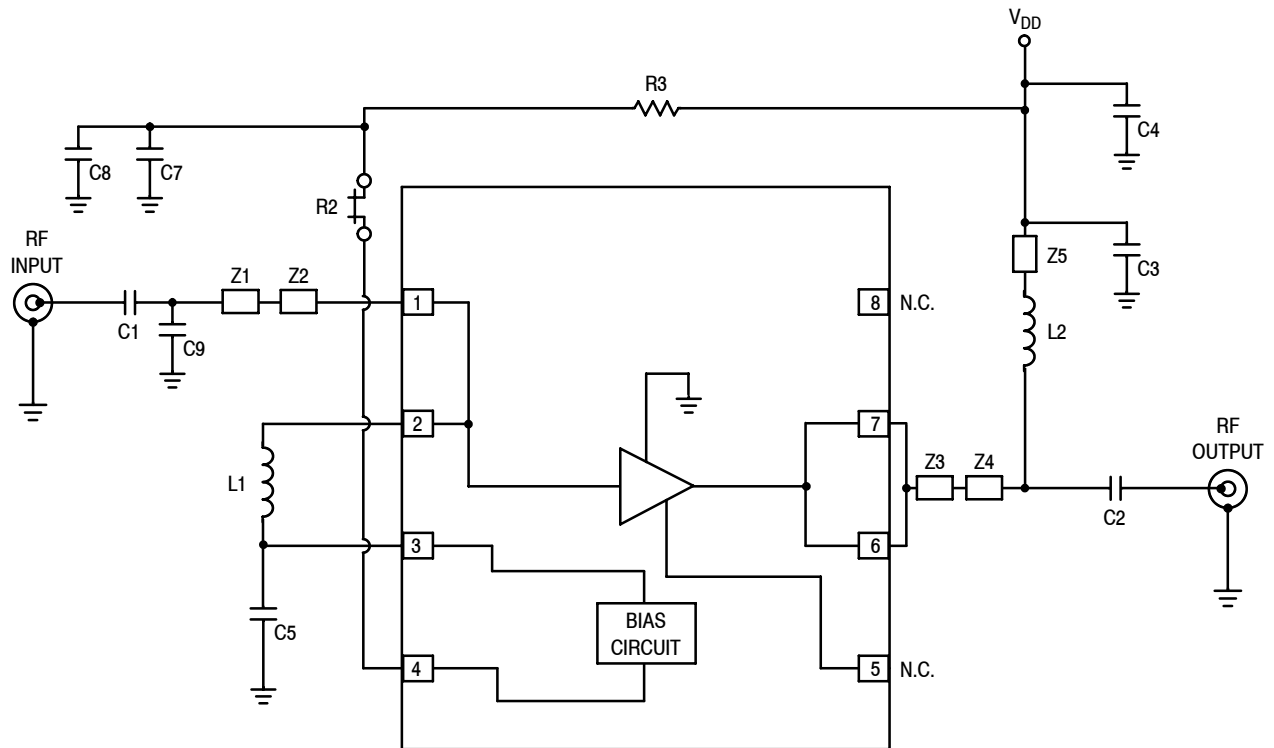 V_DD
R3
C4
C8
C7
R2
RF
INPUT
Z1
Z2
Z5
C3
1
8
N.C.
C1
C9
L2
2
7
RF
OUTPUT
L1
Z3
Z4
C2
3
6
C5
BIAS
CIRCUIT
4
5
N.C.